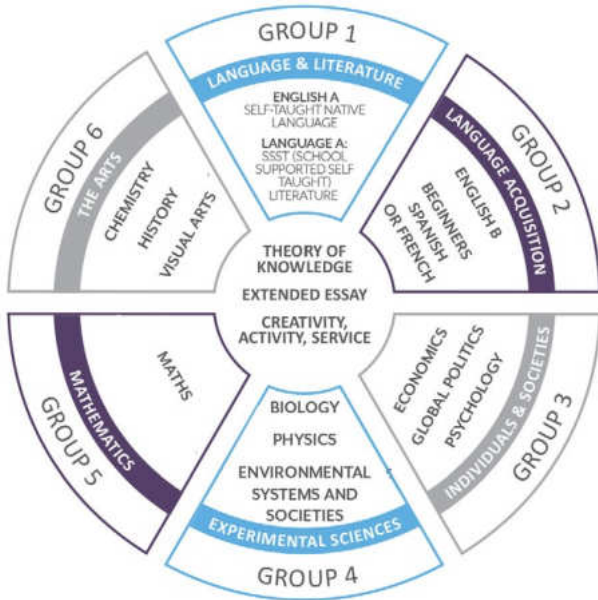 GROUP 1
LANGUAGE & LITERATURE
ENGLISH A
SELF-TAUGHT NATIVE
LANGUAGE
LANGUAGE A:
SSST (SCHOOL
SUPPORTED SELF
TAUGHT)
LITERATURE
GROUP 2
LANGUAGE ACQUISITION
ENGLISH B
BEGINNERS
SPANISH
OR FRENCH
GROUP 3
INDIVIDUALS & SOCIETIES
ECONOMICS
GLOBAL POLITICS
PSYCHOLOGY
BIOLOGY
PHYSICS
ENVIRONMENTAL
SYSTEMS AND
SOCIETIES
EXPERIMENTAL SCIENCES
GROUP 4
GROUP 5
MATHEMATICS
MATHS
GROUP 6
THE ARTS
CHEMISTRY
HISTORY
VISUAL ARTS
THEORY OF
KNOWLEDGE
EXTENDED ESSAY
CREATIVITY,
ACTIVITY, SERVICE